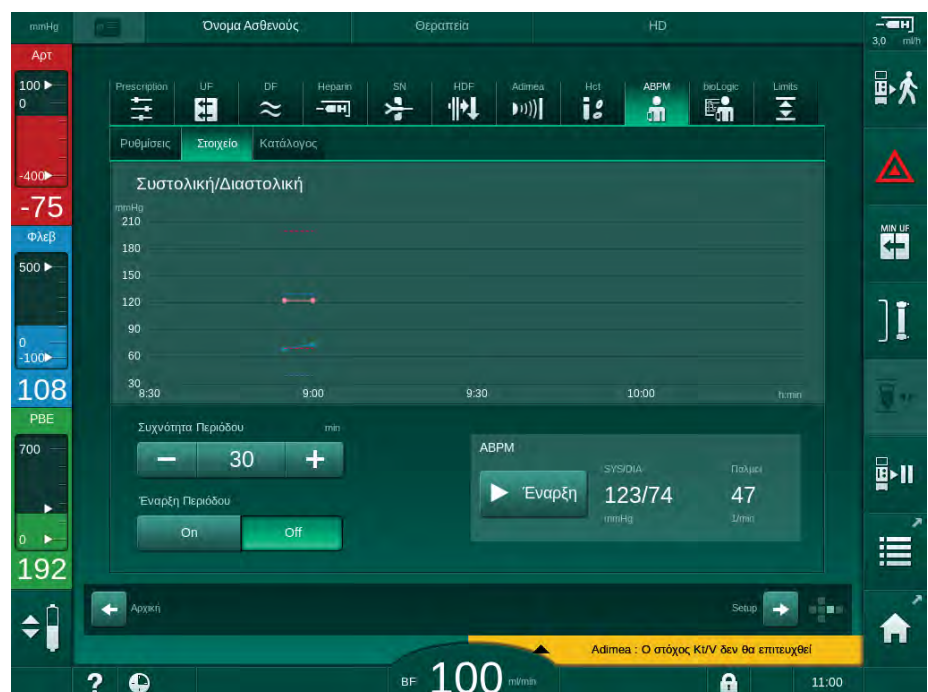 mmHg
Όνομα Ασθενούς
Θεραπεία
HD
3,0 ml/h
Αρτ
100
0
-400
-75
Φλεβ
500
0
-100
108
PBE
700
0
192
Prescription
UF
DF
Heparin
SN
HDF
Adimea
Hct
ABPM
bioLogic
Limits
Ρυθμίσεις
Στοιχείο
Κατάλογος
Συστολική/Διαστολική
mmHg
210
180
150
120
90
60
30
8:30
9:00
9:30
10:00
h:min
Συχνότητα Περιόδου
min
30
Έναρξη Περιόδου
On
Off
ABPM
Έναρξη
SYS/DIA
123/74
mmHg
Παλμοί
47
1/min
MIN UF
Αρχική
Setup
Adimea : Ο στόχος Kt/V δεν θα επιτευχθεί
?
BF 100 ml/min
11:00